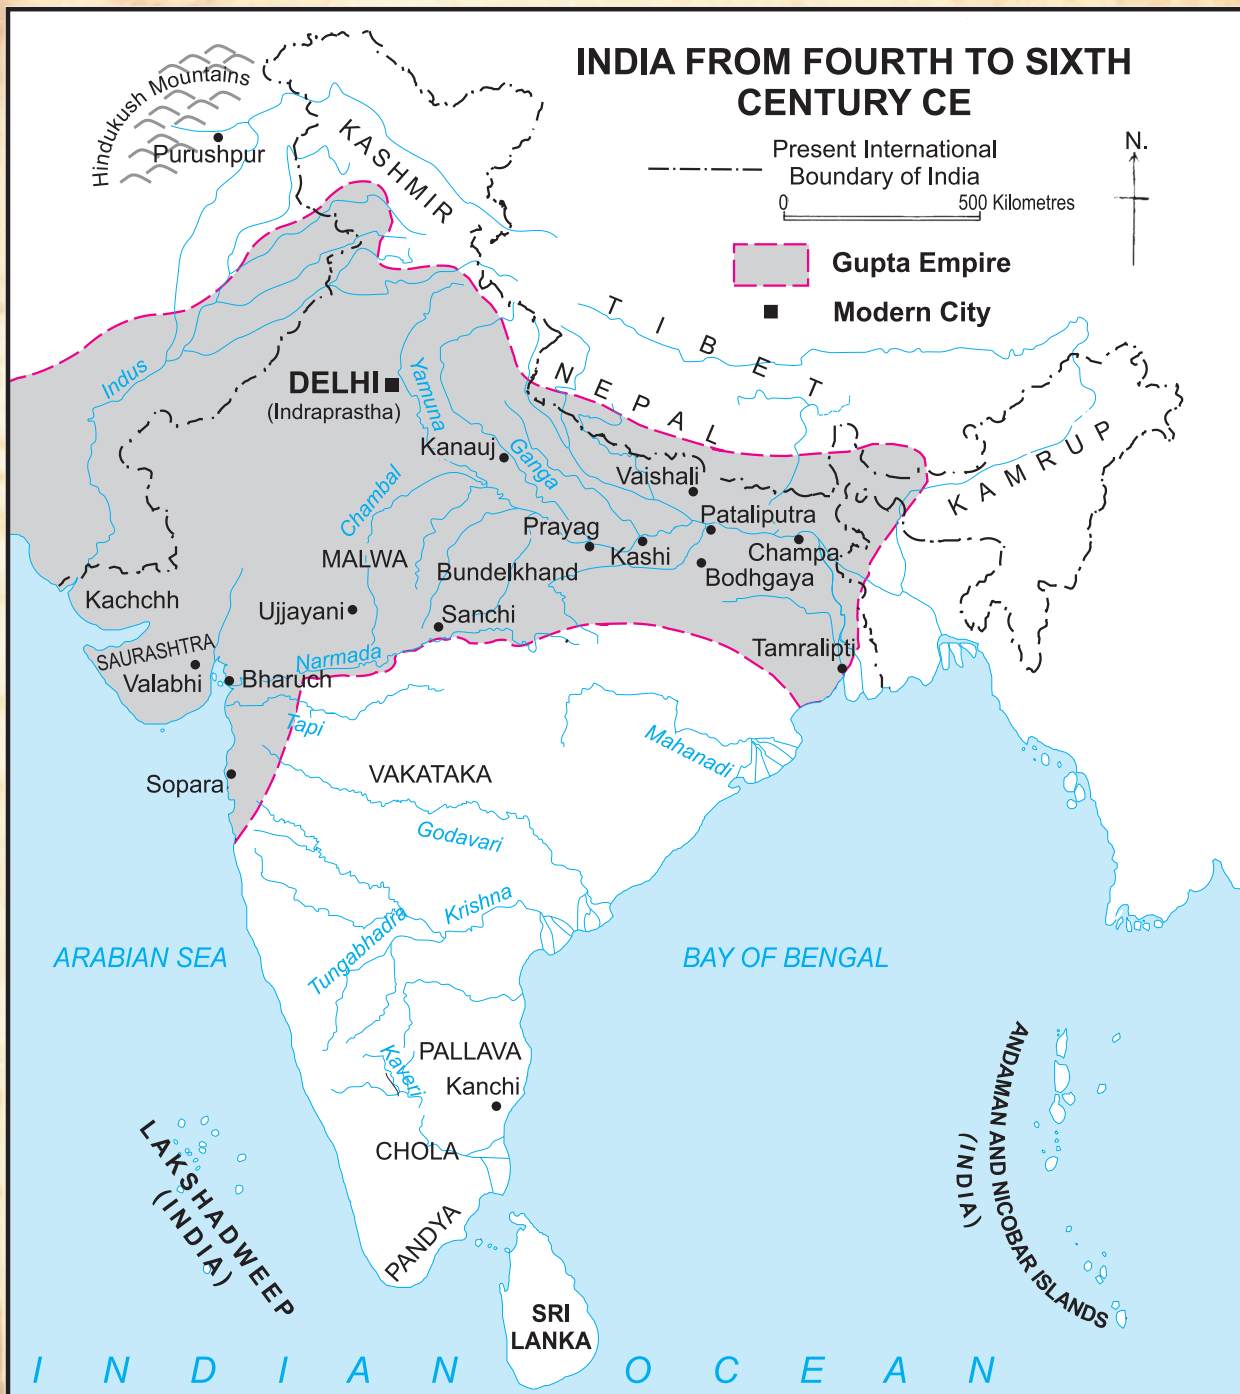 INDIA FROM FOURTH TO SIXTH
CENTURY CE
Present International
Boundary of India
0 500 Kilometres
N.
Gupta Empire
Modern City
Hindukush Mountains
Purushpur
KASHMIR
TIBET
NEPAL
KAMRUP
Indus
DELHI
(Indraprastha)
Yamuna
Kanauj
Ganga
Vaishali
Chambal
Prayag
Pataliputra
MALWA
Kashi
Champa
Bundelkhand
Bodhgaya
Kachchh
Ujjayani
Sanchi
SAURASHTRA
Narmada
Tamralipti
Valabhi
Bharuch
Tapi
Mahanadi
VAKATAKA
Sopara
Godavari
Krishna
Tungabhadra
ARABIAN SEA
BAY OF BENGAL
PALLAVA
Kaveri
Kanchi
CHOLA
PANDYA
LAKSHADWEEP
(INDIA)
ANDAMAN AND NICOBAR ISLANDS
(INDIA)
SRI
LANKA
INDIAN OCEAN